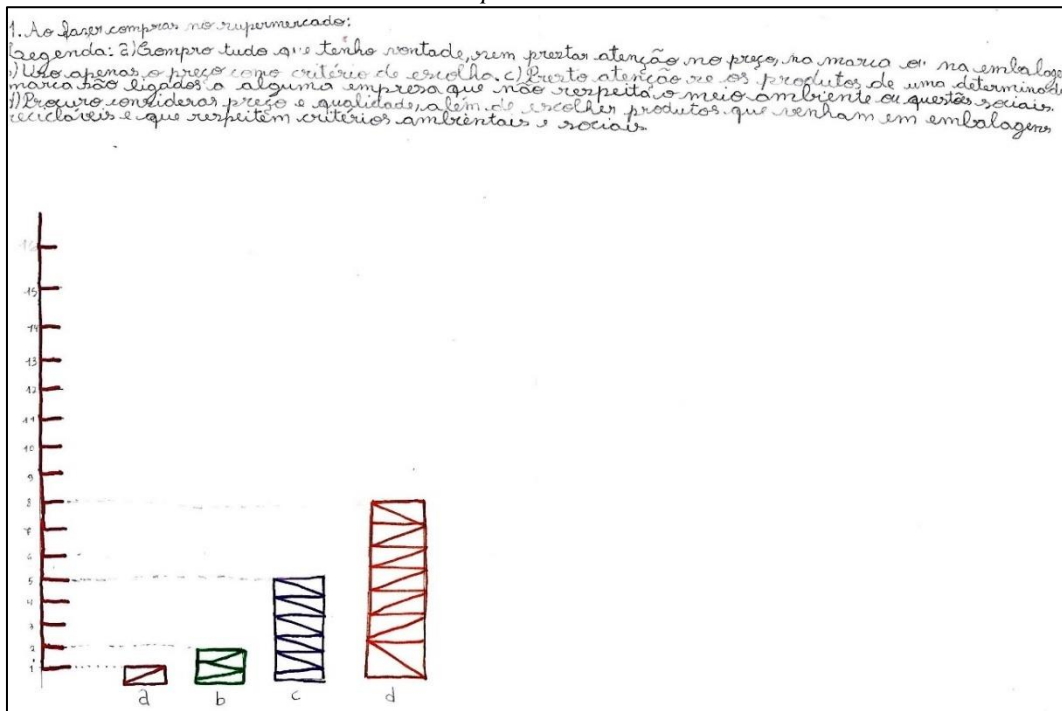 1. Ao fazer compras no supermercado:
Legenda: a) Compro tudo que tenho vontade, sem prestar atenção no preço, na marca ou na embalage
b) Uso apenas o preço como critério de escolha. c) Presto atenção se os produtos de uma determinada
marca são ligados a alguma empresa que não respeita o meio ambiente ou questões sociais.
d) Procuro considerar preço e qualidade, além de escolher produtos que venham em embalagens
recicláveis e que respeitem critérios ambientais e sociais
16
15
14
13
12
11
10
9
8
7
6
5
4
3
2
1
a b c d